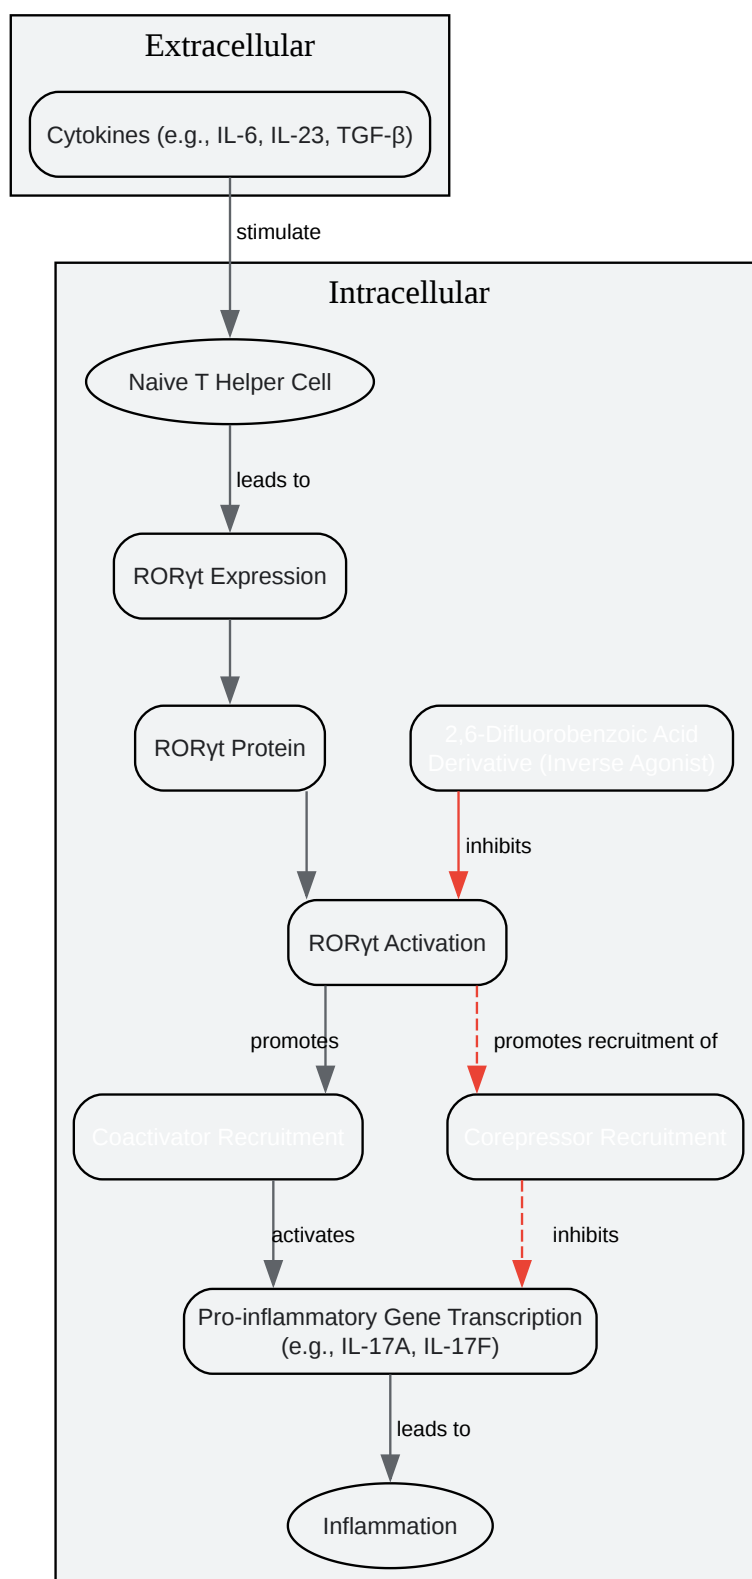 Extracellular
Cytokines (e.g., IL-6, IL-23, TGF-β)
stimulate
Intracellular
Naive T Helper Cell
leads to
RORγt Expression
RORγt Protein
2,6-Difluorobenzoic Acid
Derivative (Inverse Agonist)
inhibits
RORγt Activation
promotes
promotes recruitment of
Coactivator Recruitment
Corepressor Recruitment
activates
inhibits
Pro-inflammatory Gene Transcription
(e.g., IL-17A, IL-17F)
leads to
Inflammation